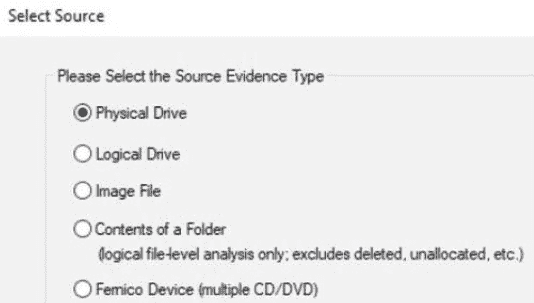 Select Source
Please Select the Source Evidence Type
Physical Drive
Logical Drive
Image File
Contents of a Folder
(logical file-level analysis only; excludes deleted, unallocated, etc.)
Femico Device (multiple CD/DVD)